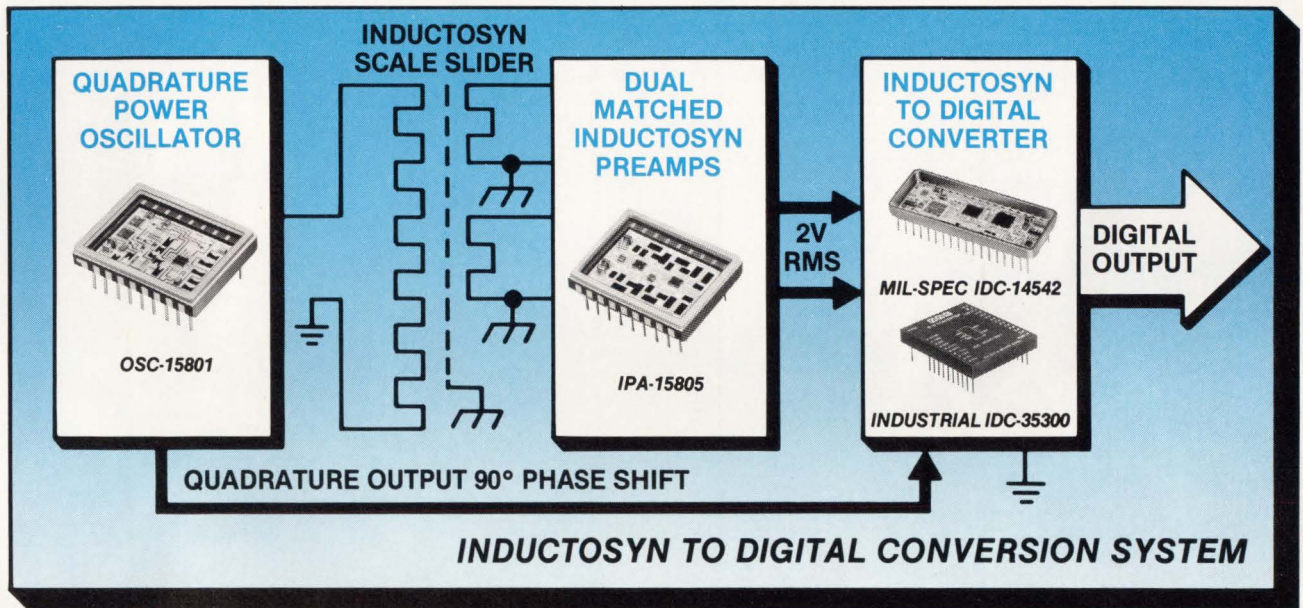 INDUCTOSYN
SCALE SLIDER
QUADRATURE
POWER
OSCILLATOR
OSC-15801
DUAL
MATCHED
INDUCTOSYN
PREAMPS
IPA-15805
2V
RMS
INDUCTOSYN
TO DIGITAL
CONVERTER
MIL-SPEC IDC-14542
INDUSTRIAL IDC-35300
DIGITAL
OUTPUT
QUADRATURE OUTPUT 90° PHASE SHIFT
INDUCTOSYN TO DIGITAL CONVERSION SYSTEM